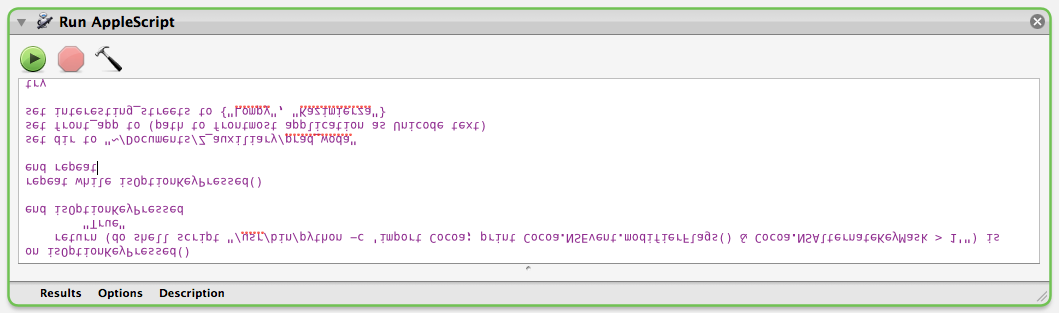 Run AppleScript
on isOptionKeyPressed()
return (do shell script "/usr/bin/python -c 'import Cocoa; print Cocoa.NSEvent.modifierFlags() & Cocoa.NSAlternateKeyMask > 1'") is
"True"
end isOptionKeyPressed
repeat while isOptionKeyPressed()
end repeat
set dir to "~/Documents/Z_auxiliary/prad_woda"
set front_app to (path to frontmost application as Unicode text)
set interesting_streets to {"Lompy", "Kazimierza"}
try
Results Options Description